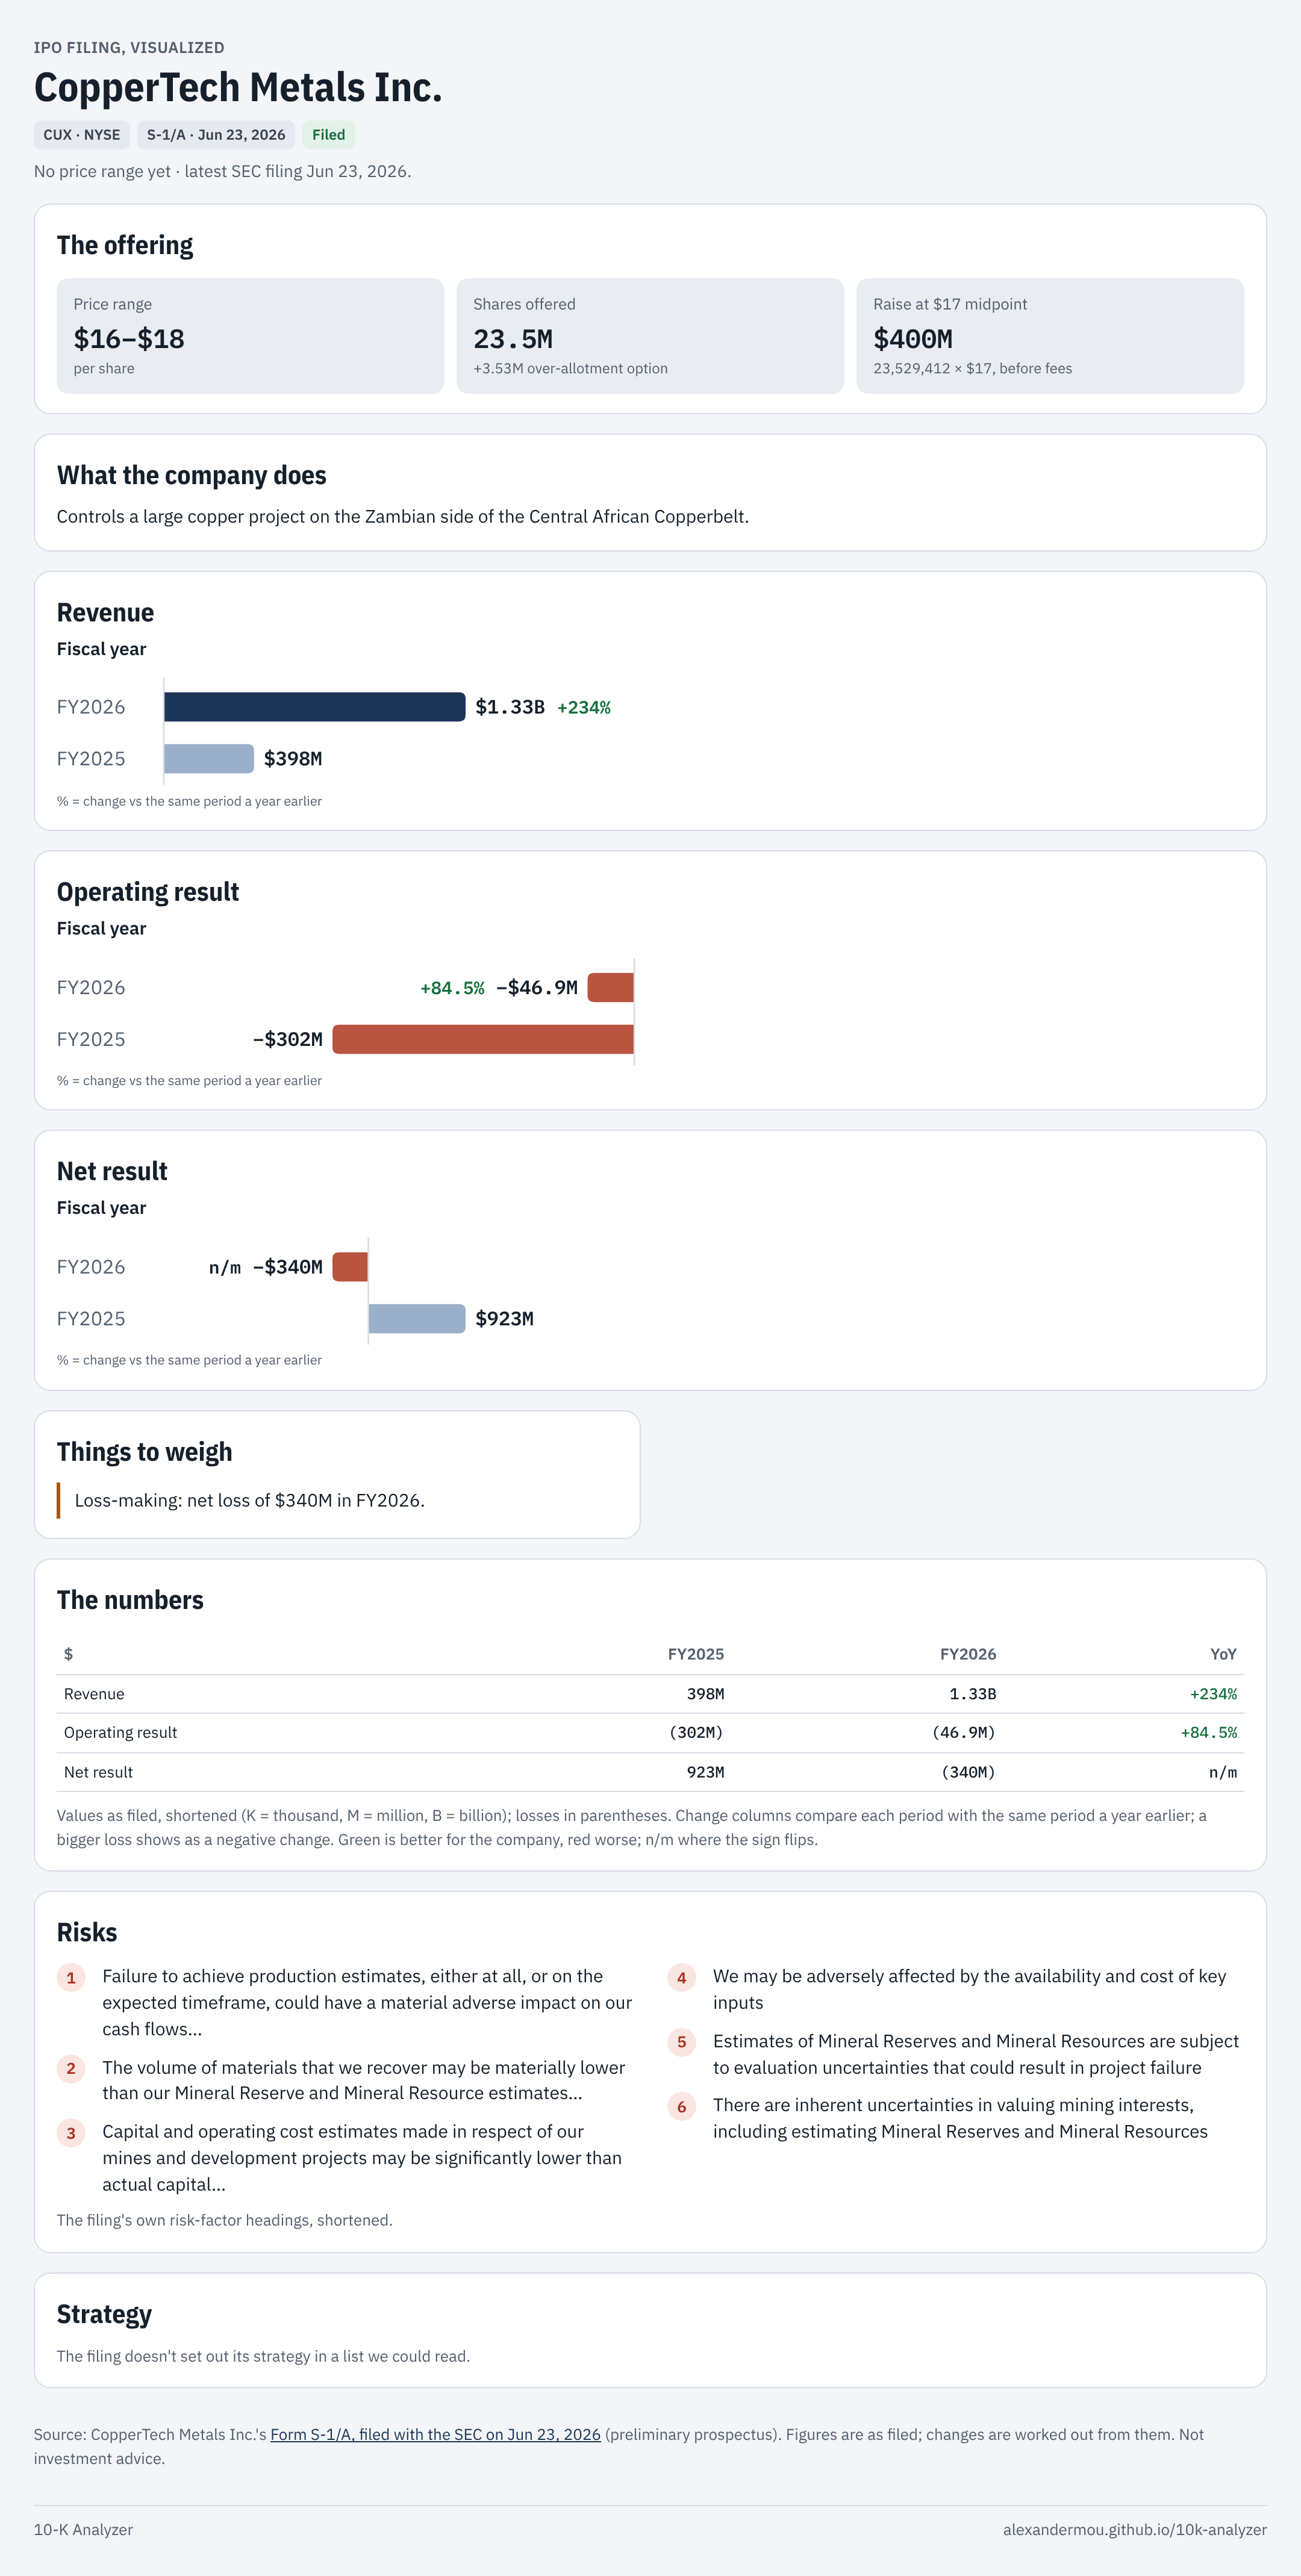 IPO FILING, VISUALIZED
CopperTech Metals Inc.
CUX · NYSE
S-1/A · Jun 23, 2026
Filed
No price range yet · latest SEC filing Jun 23, 2026.
The offering
Price range
$16–$18
per share
Shares offered
23.5M
+3.53M over-allotment option
Raise at $17 midpoint
$400M
23,529,412 × $17, before fees
What the company does
Controls a large copper project on the Zambian side of the Central African Copperbelt.
Revenue
Fiscal year
FY2026 $1.33B +234%
FY2025 $398M
% = change vs the same period a year earlier
Operating result
Fiscal year
FY2026 +84.5% −$46.9M
FY2025 −$302M
% = change vs the same period a year earlier
Net result
Fiscal year
FY2026 n/m −$340M
FY2025 $923M
% = change vs the same period a year earlier
Things to weigh
Loss-making: net loss of $340M in FY2026.
The numbers
$ FY2025 FY2026 YoY
Revenue 398M 1.33B +234%
Operating result (302M) (46.9M) +84.5%
Net result 923M (340M) n/m
Values as filed, shortened (K = thousand, M = million, B = billion); losses in parentheses. Change columns compare each period with the same period a year earlier; a
bigger loss shows as a negative change. Green is better for the company, red worse; n/m where the sign flips.
Risks
1 Failure to achieve production estimates, either at all, or on the
expected timeframe, could have a material adverse impact on our
cash flows…
2 The volume of materials that we recover may be materially lower
than our Mineral Reserve and Mineral Resource estimates…
3 Capital and operating cost estimates made in respect of our
mines and development projects may be significantly lower than
actual capital…
4 We may be adversely affected by the availability and cost of key
inputs
5 Estimates of Mineral Reserves and Mineral Resources are subject
to evaluation uncertainties that could result in project failure
6 There are inherent uncertainties in valuing mining interests,
including estimating Mineral Reserves and Mineral Resources
The filing's own risk-factor headings, shortened.
Strategy
The filing doesn't set out its strategy in a list we could read.
Source: CopperTech Metals Inc.'s Form S-1/A, filed with the SEC on Jun 23, 2026 (preliminary prospectus). Figures are as filed; changes are worked out from them. Not
investment advice.
10-K Analyzer
alexandermou.github.io/10k-analyzer